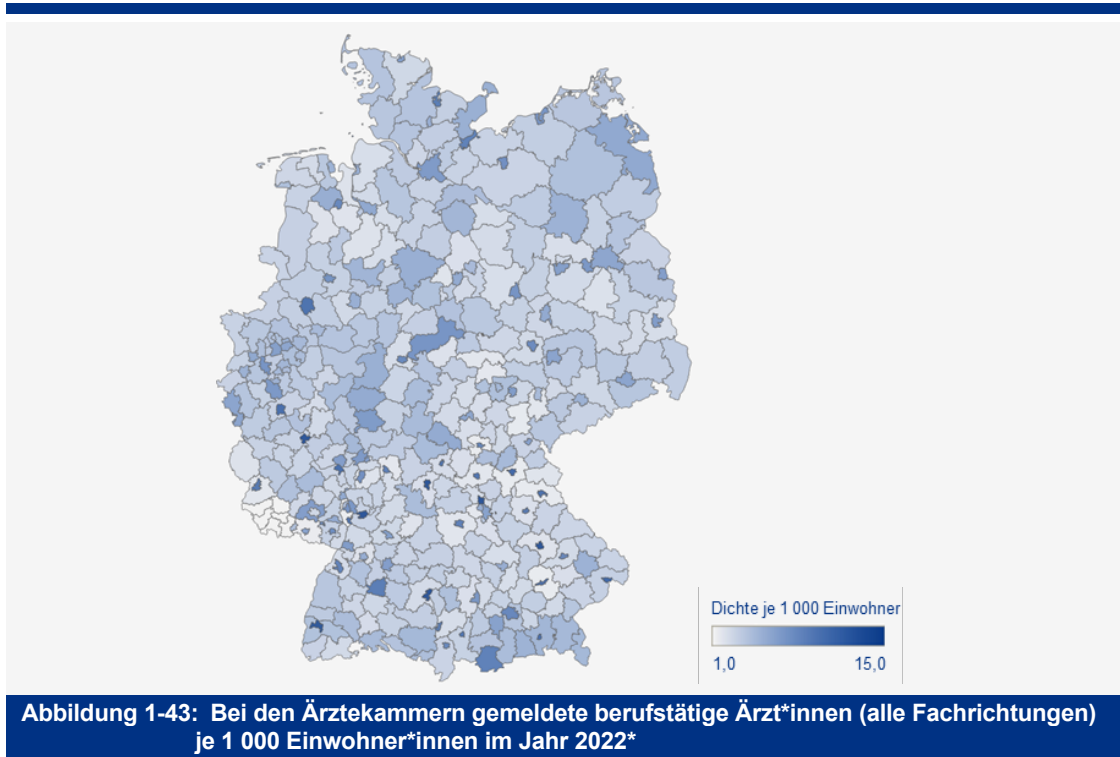 Dichte je 1 000 Einwohner
1,0 15,0
Abbildung 1-43: Bei den Ärztekammern gemeldete berufstätige Ärzt*innen (alle Fachrichtungen)
je 1 000 Einwohner*innen im Jahr 2022*